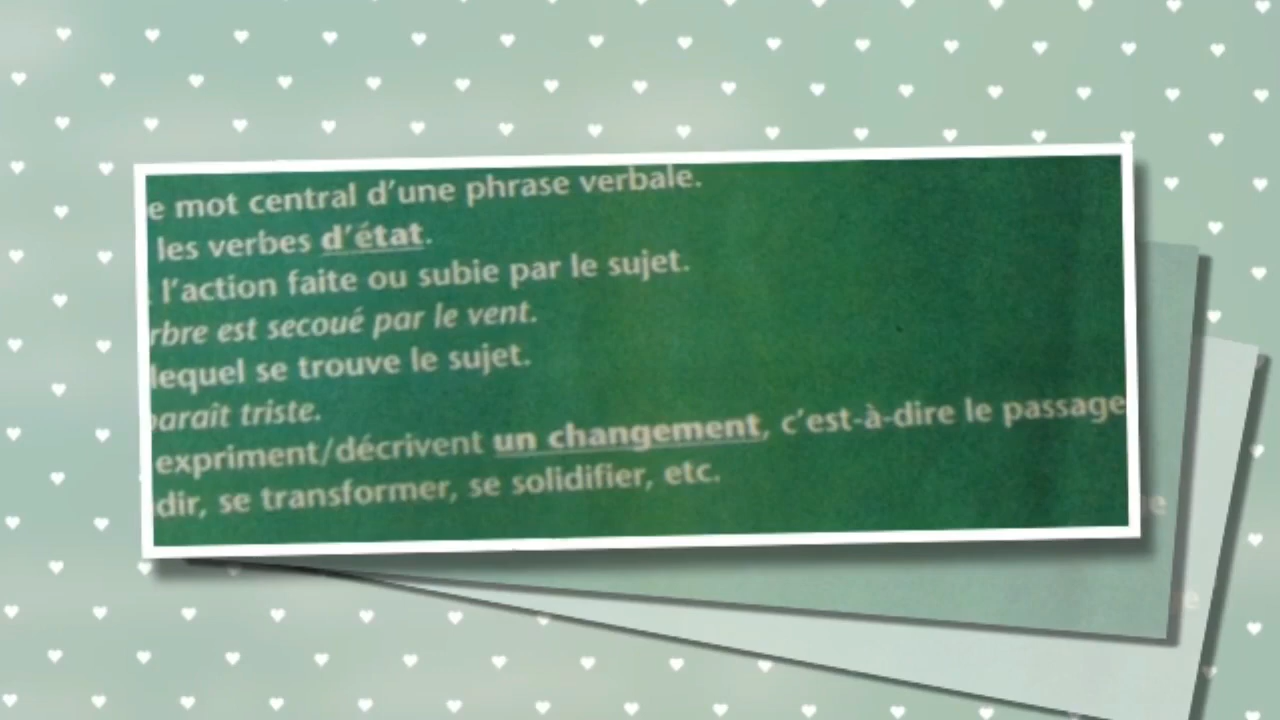 e mot central d'une phrase verbale.
les verbes d'état.
l'action faite ou subie par le sujet.
rbre est secoué par le vent.
lequel se trouve le sujet.
paraît triste.
expriment/décrivent un changement, c'est-à-dire le passage
dir, se transformer, se solidifier, etc.